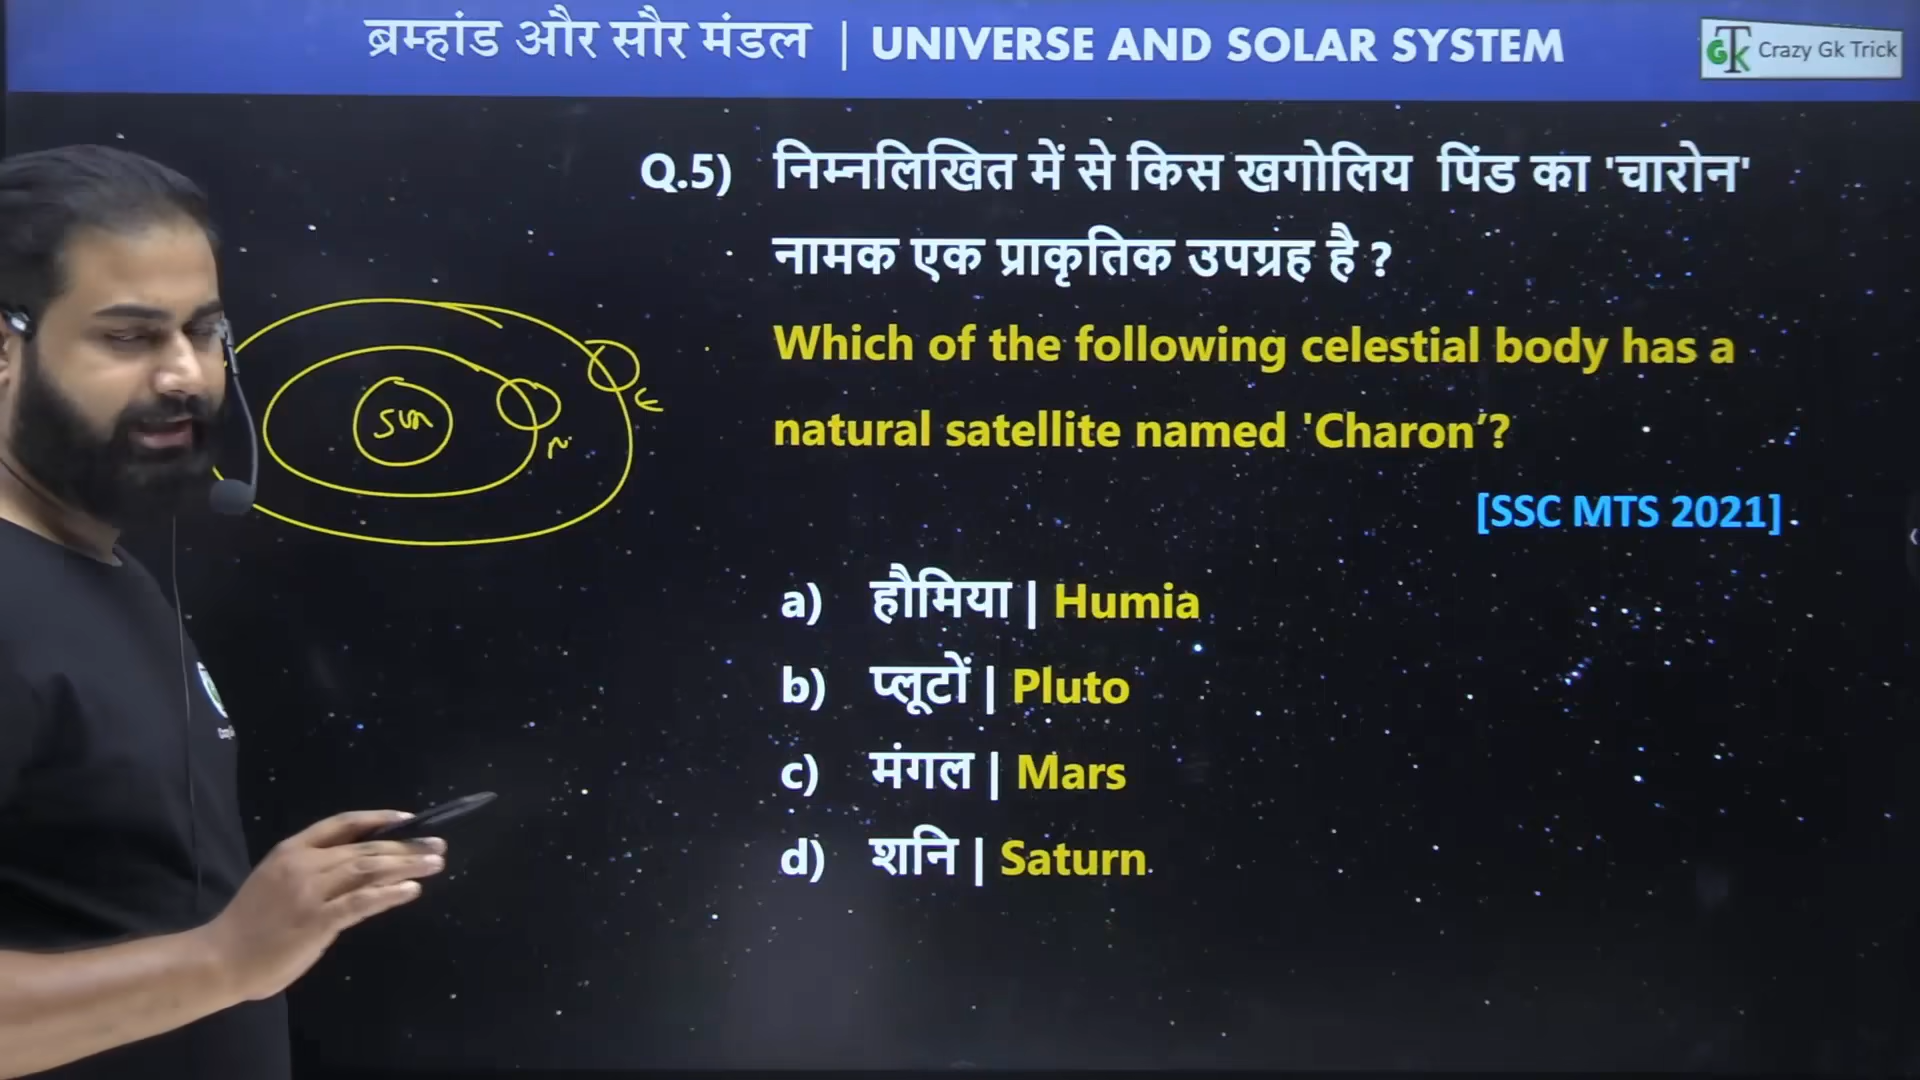 ब्रम्हांड और सौर मंडल | UNIVERSE AND SOLAR SYSTEM
GTK Crazy Gk Trick
Q.5) निम्नलिखित में से किस खगोलिय पिंड का 'चारोन'
नामक एक प्राकृतिक उपग्रह है ?
Which of the following celestial body has a
natural satellite named 'Charon’?
[SSC MTS 2021]
Sun
a) हौमिया | Humia
b) प्लूटों | Pluto
c) मंगल | Mars
d) शनि | Saturn